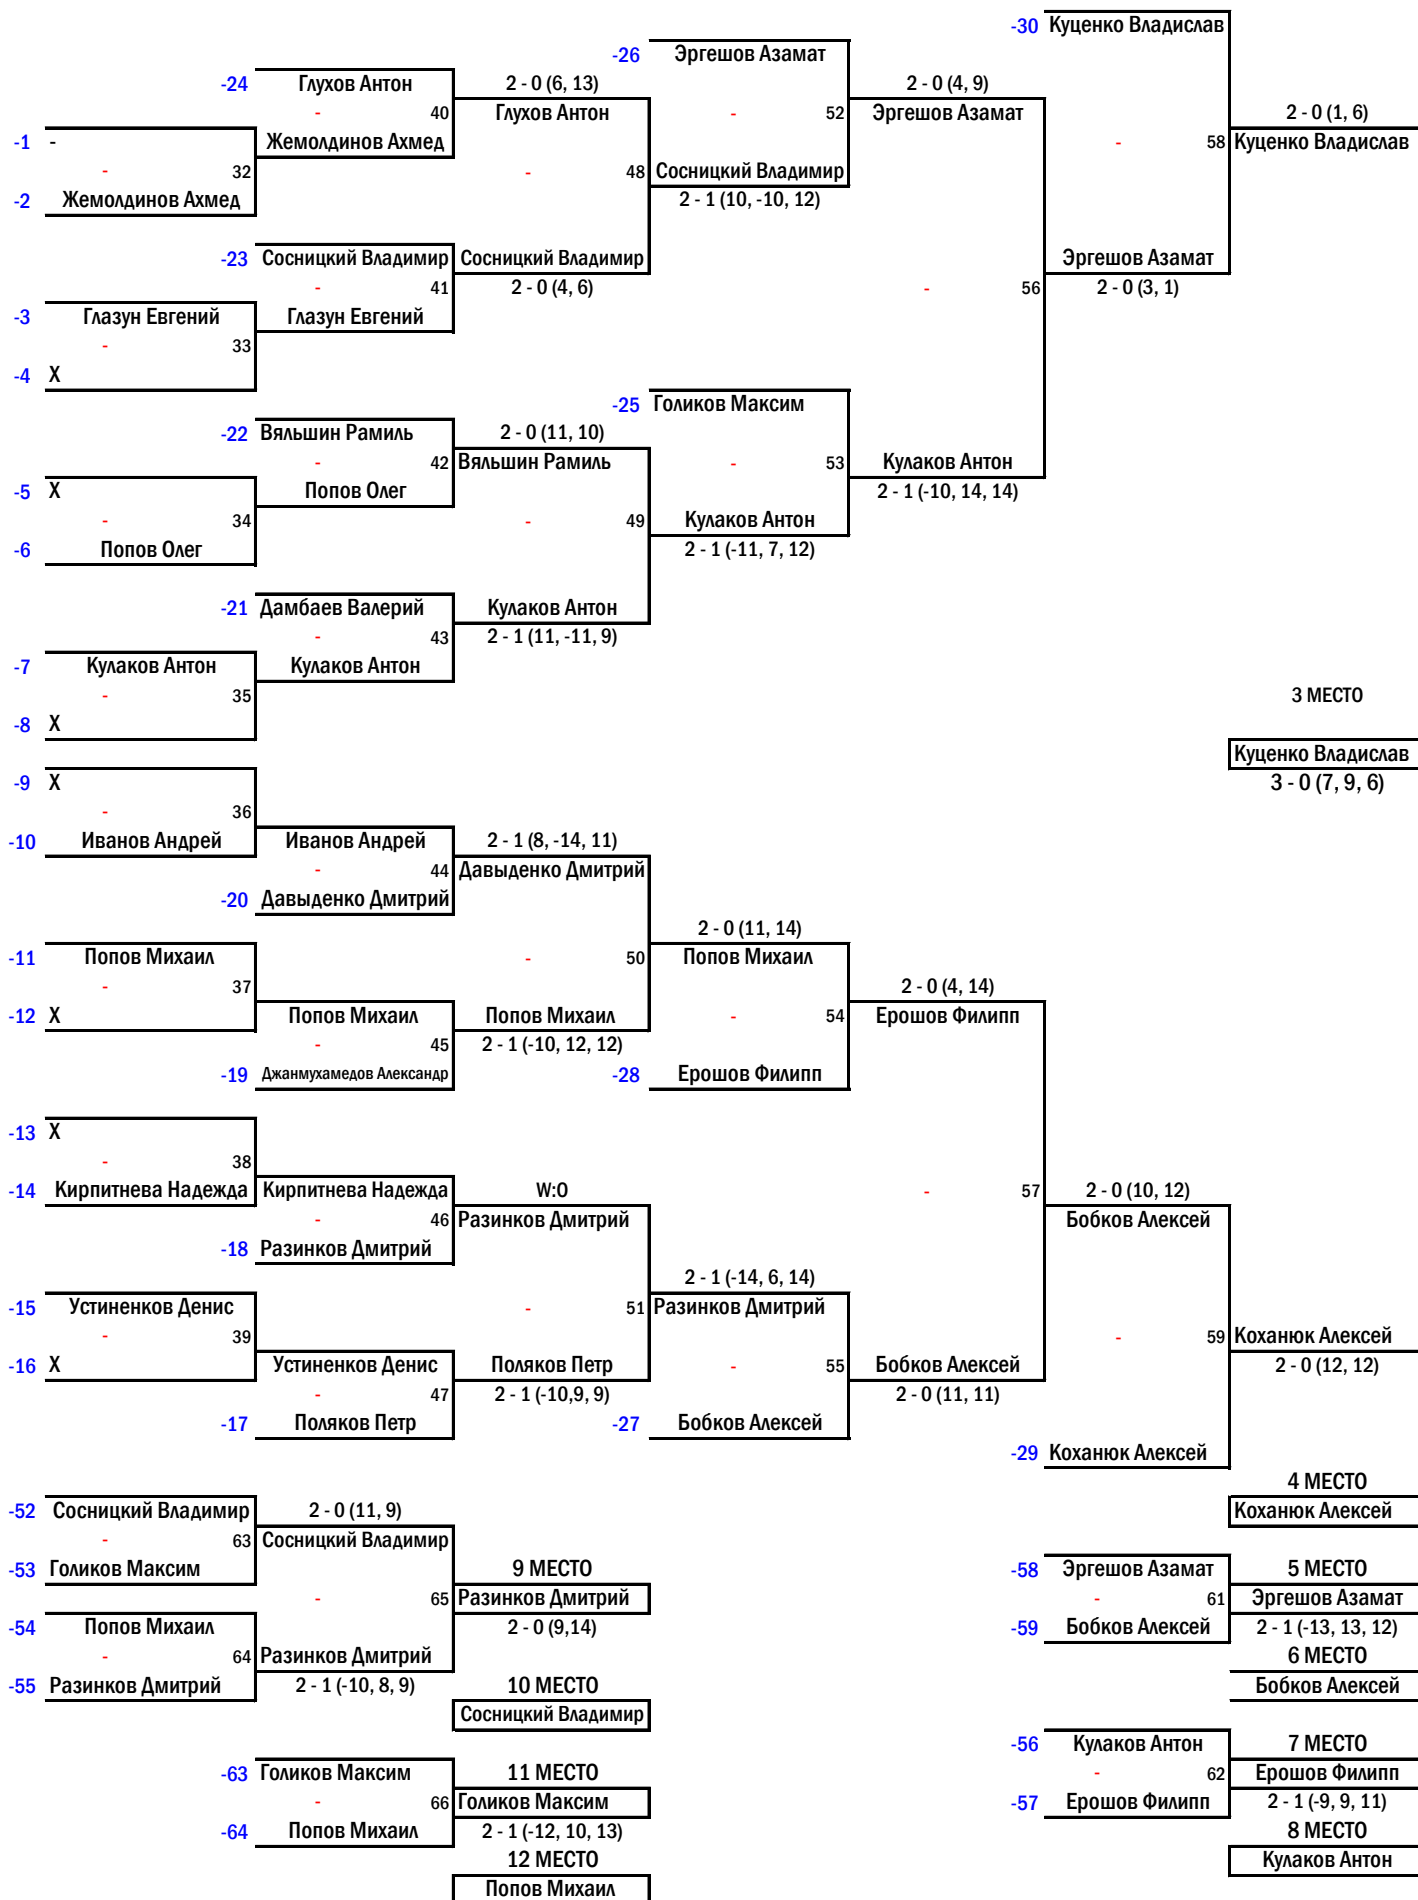 -30 Куценко Владислав
-26 Эргешов Азамат
-24 Глухов Антон 2 - 0 (6, 13) 2 - 0 (4, 9)
- 40 Глухов Антон - 52 Эргешов Азамат 2 - 0 (1, 6)
-1 - Жемолдинов Ахмед - 58 Куценко Владислав
- 32 - 48 Сосницкий Владимир
-2 Жемолдинов Ахмед 2 - 1 (10, -10, 12)
-23 Сосницкий Владимир Сосницкий Владимир Эргешов Азамат
- 41 2 - 0 (4, 6) - 56 2 - 0 (3, 1)
-3 Глазун Евгений Глазун Евгений
- 33
-4 X
-25 Голиков Максим
-22 Вяльшин Рамиль 2 - 0 (11, 10)
- 42 Вяльшин Рамиль - 53 Кулаков Антон
-5 X Попов Олег 2 - 1 (-10, 14, 14)
- 34 - 49 Кулаков Антон
-6 Попов Олег 2 - 1 (-11, 7, 12)
-21 Дамбаев Валерий Кулаков Антон
- 43 2 - 1 (11, -11, 9)
-7 Кулаков Антон Кулаков Антон
- 35 3 МЕСТО
-8 X
Куценко Владислав
-9 X 3 - 0 (7, 9, 6)
- 36
-10 Иванов Андрей Иванов Андрей 2 - 1 (8, -14, 11)
- 44 Давыденко Дмитрий
-20 Давыденко Дмитрий
2 - 0 (11, 14)
-11 Попов Михаил - 50 Попов Михаил
- 37 2 - 0 (4, 14)
-12 X Попов Михаил Попов Михаил - 54 Ерошов Филипп
- 45 2 - 1 (-10, 12, 12)
-19 Джанмухамедов Александр -28 Ерошов Филипп
-13 X
- 38
-14 Кирпитнева Надежда Кирпитнева Надежда W:0 - 57 2 - 0 (10, 12)
- 46 Разинков Дмитрий Бобков Алексей
-18 Разинков Дмитрий
2 - 1 (-14, 6, 14)
-15 Устиненков Денис - 51 Разинков Дмитрий
- 39 - 59 Коханюк Алексей
-16 X Устиненков Денис Поляков Петр - 55 Бобков Алексей 2 - 0 (12, 12)
- 47 2 - 1 (-10,9, 9) 2 - 0 (11, 11)
-17 Поляков Петр -27 Бобков Алексей
-29 Коханюк Алексей
4 МЕСТО
-52 Сосницкий Владимир 2 - 0 (11, 9) Коханюк Алексей
- 63 Сосницкий Владимир
-53 Голиков Максим 9 МЕСТО -58 Эргешов Азамат 5 МЕСТО
- 65 Разинков Дмитрий - 61 Эргешов Азамат
-54 Попов Михаил 2 - 0 (9,14) -59 Бобков Алексей 2 - 1 (-13, 13, 12)
- 64 Разинков Дмитрий 6 МЕСТО
-55 Разинков Дмитрий 2 - 1 (-10, 8, 9) 10 МЕСТО Бобков Алексей
Сосницкий Владимир
-56 Кулаков Антон 7 МЕСТО
-63 Голиков Максим 11 МЕСТО - 62 Ерошов Филипп
- 66 Голиков Максим -57 Ерошов Филипп 2 - 1 (-9, 9, 11)
-64 Попов Михаил 2 - 1 (-12, 10, 13) 8 МЕСТО
12 МЕСТО Кулаков Антон
Попов Михаил